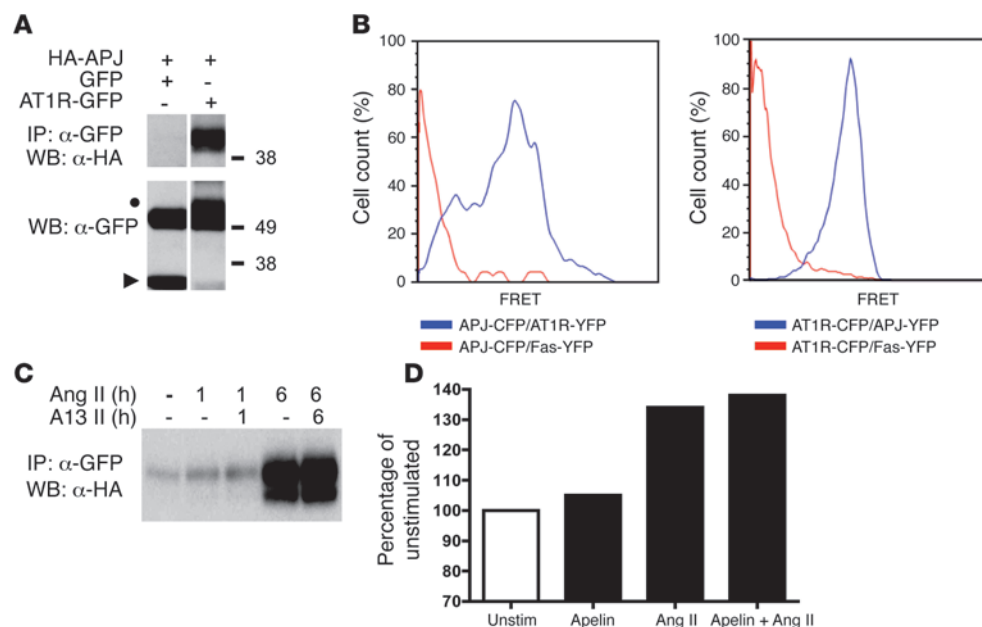 A
HA-APJ + +
GFP + -
AT1R-GFP - +
IP: α-GFP
WB: α-HA
38
WB: α-GFP
49
38
B
Cell count (%)
100
80
60
40
20
0
FRET
APJ-CFP/AT1R-YFP
APJ-CFP/Fas-YFP
Cell count (%)
100
80
60
40
20
0
FRET
AT1R-CFP/APJ-YFP
AT1R-CFP/Fas-YFP
C
Ang II (h) - 1 1 6 6
A13 II (h) - - 1 - 6
IP: α-GFP
WB: α-HA
D
Percentage of
unstimulated
140
130
120
110
100
90
80
70
Unstim Apelin Ang II Apelin + Ang II